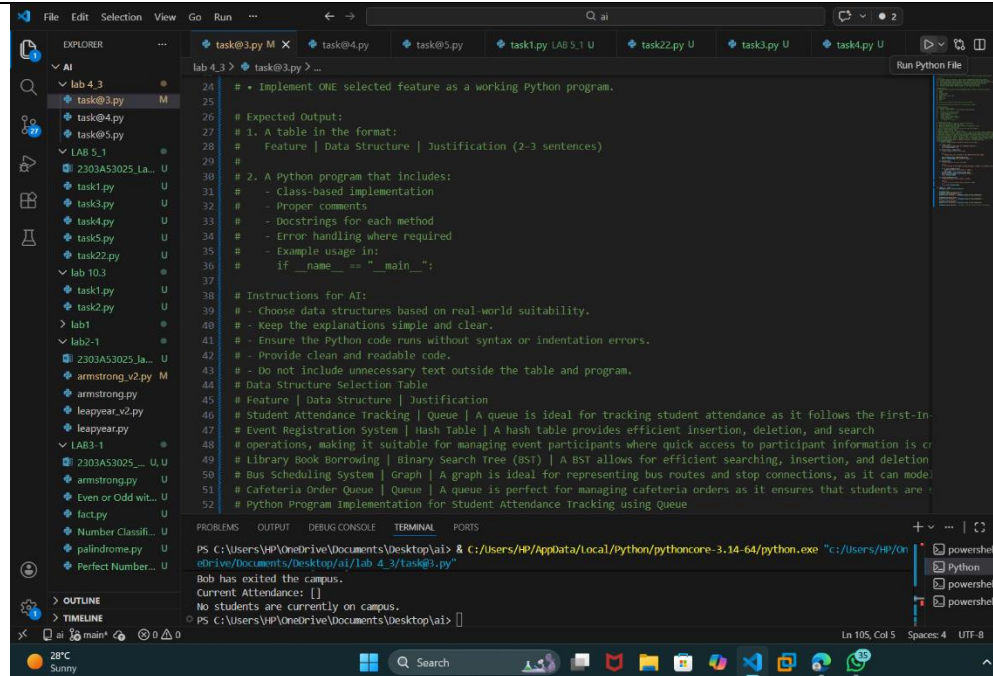 File Edit Selection View Go Run ... ai 2
EXPLORER ...
AI
lab 4_3
task@3.py M
task@4.py
task@5.py
LAB 5_1
2303A53025_La... U
task1.py U
task3.py U
task4.py U
task5.py U
task22.py U
lab 10.3
task1.py U
task2.py U
lab1
lab2-1
2303A53025_la... U
armstrong_v2.py M
armstrong.py
leapyear_v2.py
leapyear.py
LAB3-1
2303A53025_... U, U
armstrong.py U
Even or Odd wit... U
fact.py U
Number Classifi... U
palindrome.py U
Perfect Number... U
OUTLINE
TIMELINE
1
27
task@3.py M task@4.py task@5.py task1.py LAB 5_1 U task22.py U task3.py U task4.py U
lab 4_3 > task@3.py > ...
Run Python File
24 # • Implement ONE selected feature as a working Python program.
25
26 # Expected Output:
27 # 1. A table in the format:
28 # Feature | Data Structure | Justification (2-3 sentences)
29 #
30 # 2. A Python program that includes:
31 # - Class-based implementation
32 # - Proper comments
33 # - Docstrings for each method
34 # - Error handling where required
35 # - Example usage in:
36 # if __name__ == "__main__":
37
38 # Instructions for AI:
39 # - Choose data structures based on real-world suitability.
40 # - Keep the explanations simple and clear.
41 # - Ensure the Python code runs without syntax or indentation errors.
42 # - Provide clean and readable code.
43 # - Do not include unnecessary text outside the table and program.
44 # Data Structure Selection Table
45 # Feature | Data Structure | Justification
46 # Student Attendance Tracking | Queue | A queue is ideal for tracking student attendance as it follows the First-In-
47 # Event Registration System | Hash Table | A hash table provides efficient insertion, deletion, and search
48 # operations, making it suitable for managing event participants where quick access to participant information is
49 # Library Book Borrowing | Binary Search Tree (BST) | A BST allows for efficient searching, insertion, and deletion
50 # Bus Scheduling System | Graph | A graph is ideal for representing bus routes and stop connections, as it can model
51 # Cafeteria Order Queue | Queue | A queue is perfect for managing cafeteria orders as it ensures that students are
52 # Python Program Implementation for Student Attendance Tracking using Queue
PROBLEMS OUTPUT DEBUG CONSOLE TERMINAL PORTS
PS C:\Users\HP\OneDrive\Documents\Desktop\ai> & C:/Users/HP/AppData/Local/Python/pythoncore-3.14-64/python.exe "c:/Users/HP/On
eDrive/Documents/Desktop/ai/lab 4_3/task@3.py"
Bob has exited the campus.
Current Attendance: []
No students are currently on campus.
PS C:\Users\HP\OneDrive\Documents\Desktop\ai>
powershel
Python
powershel
powershel
ai main* 0 0 Ln 105, Col 5 Spaces: 4 UTF-8
28°C
Sunny
Search
35